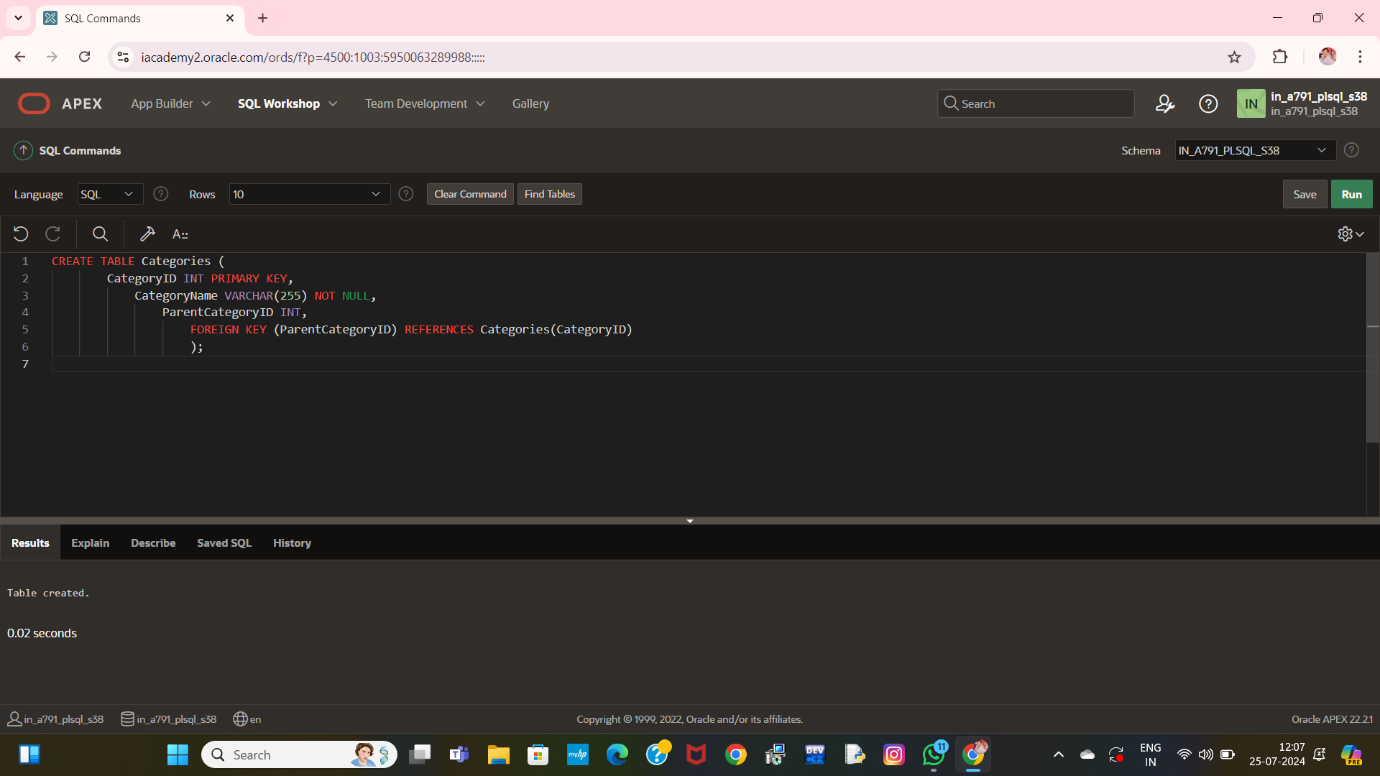 SQL Commands
iacademy2.oracle.com/ords/f?p=4500:1003:5950063289988:::::
APEX App Builder SQL Workshop Team Development Gallery Search IN in_a791_plsql_s38
in_a791_plsql_s38
SQL Commands Schema IN_A791_PLSQL_S38
Language SQL Rows 10 Clear Command Find Tables Save Run
1 CREATE TABLE Categories (
2 CategoryID INT PRIMARY KEY,
3 CategoryName VARCHAR(255) NOT NULL,
4 ParentCategoryID INT,
5 FOREIGN KEY (ParentCategoryID) REFERENCES Categories(CategoryID)
6 );
7
Results Explain Describe Saved SQL History
Table created.
0.02 seconds
in_a791_plsql_s38 in_a791_plsql_s38 en Copyright © 1999, 2022, Oracle and/or its affiliates. Oracle APEX 22.2.1
Search myhp DEV 11 ENG 12:07
IN 25-07-2024 PRE